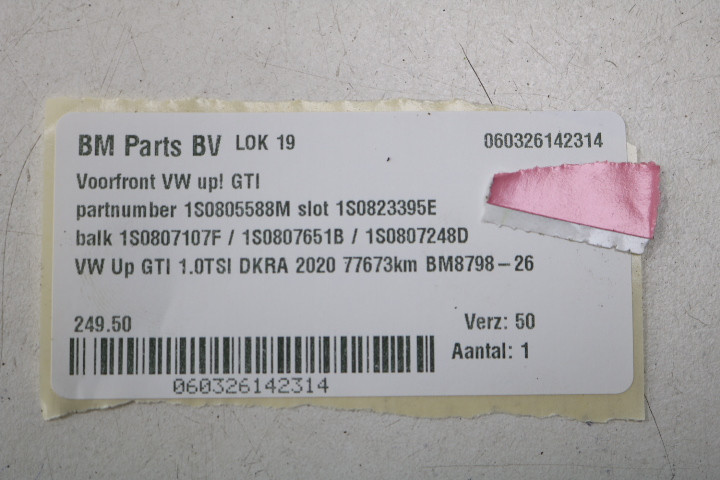 BM Parts BV LOK 19 060326142314
Voorfront VW up! GTI
partnumber 1S0805588M slot 1S0823395E
balk 1S0807107F / 1S0807651B / 1S0807248D
VW Up GTI 1.0TSI DKRA 2020 77673km BM8798-26
249.50 Verz: 50
Aantal: 1
060326142314